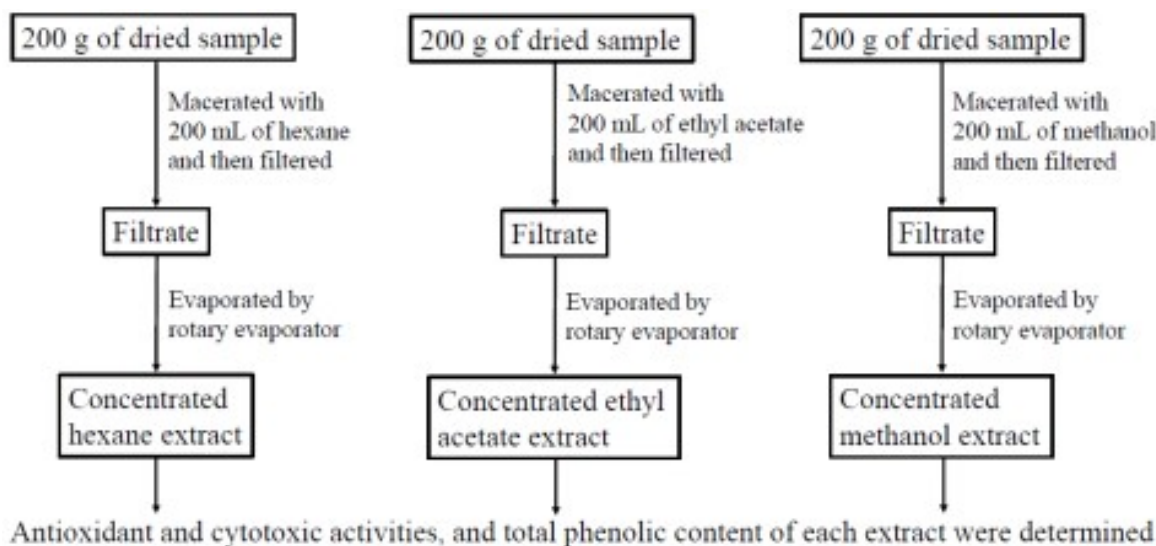 200 g of dried sample
200 g of dried sample
200 g of dried sample
Macerated with
200 mL of hexane
and then filtered
Macerated with
200 mL of ethyl acetate
and then filtered
Macerated with
200 mL of methanol
and then filtered
Filtrate
Filtrate
Filtrate
Evaporated by
rotary evaporator
Evaporated by
rotary evaporator
Evaporated by
rotary evaporator
Concentrated
hexane extract
Concentrated ethyl
acetate extract
Concentrated
methanol extract
Antioxidant and cytotoxic activities, and total phenolic content of each extract were determined